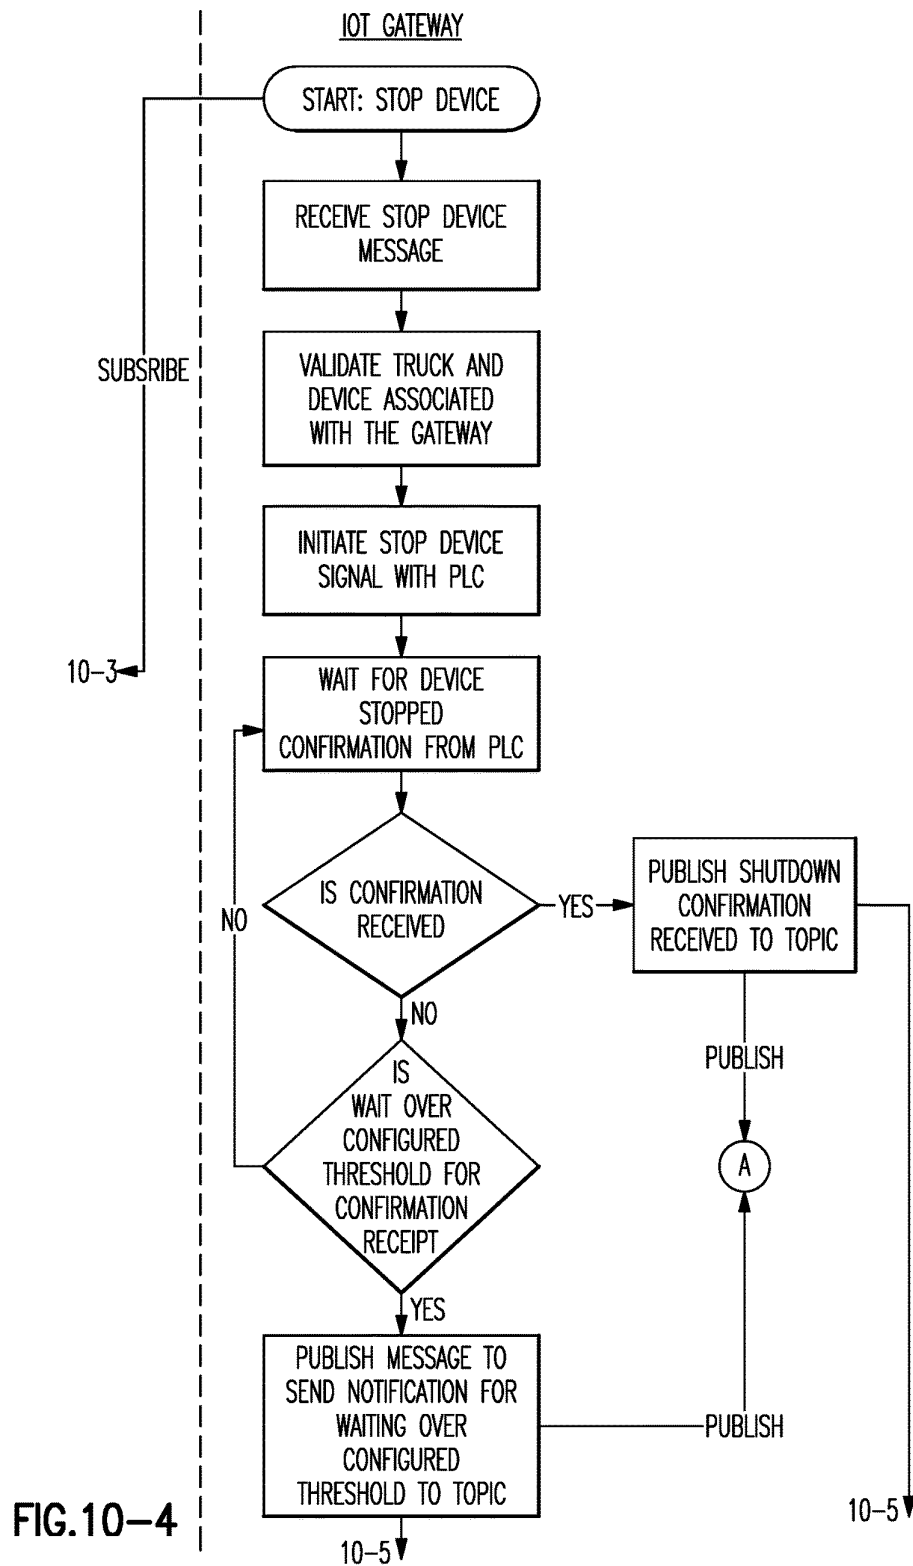 IOT GATEWAY
START: STOP DEVICE
RECEIVE STOP DEVICE
MESSAGE
SUBSRIBE
VALIDATE TRUCK AND
DEVICE ASSOCIATED
WITH THE GATEWAY
INITIATE STOP DEVICE
SIGNAL WITH PLC
10-3
WAIT FOR DEVICE
STOPPED
CONFIRMATION FROM PLC
IS CONFIRMATION
RECEIVED
YES
PUBLISH SHUTDOWN
CONFIRMATION
RECEIVED TO TOPIC
NO
NO
PUBLISH
IS
WAIT OVER
CONFIGURED
THRESHOLD FOR
CONFIRMATION
RECEIPT
A
YES
PUBLISH MESSAGE TO
SEND NOTIFICATION FOR
WAITING OVER
CONFIGURED
THRESHOLD TO TOPIC
PUBLISH
10-5
10-5
FIG.10-4